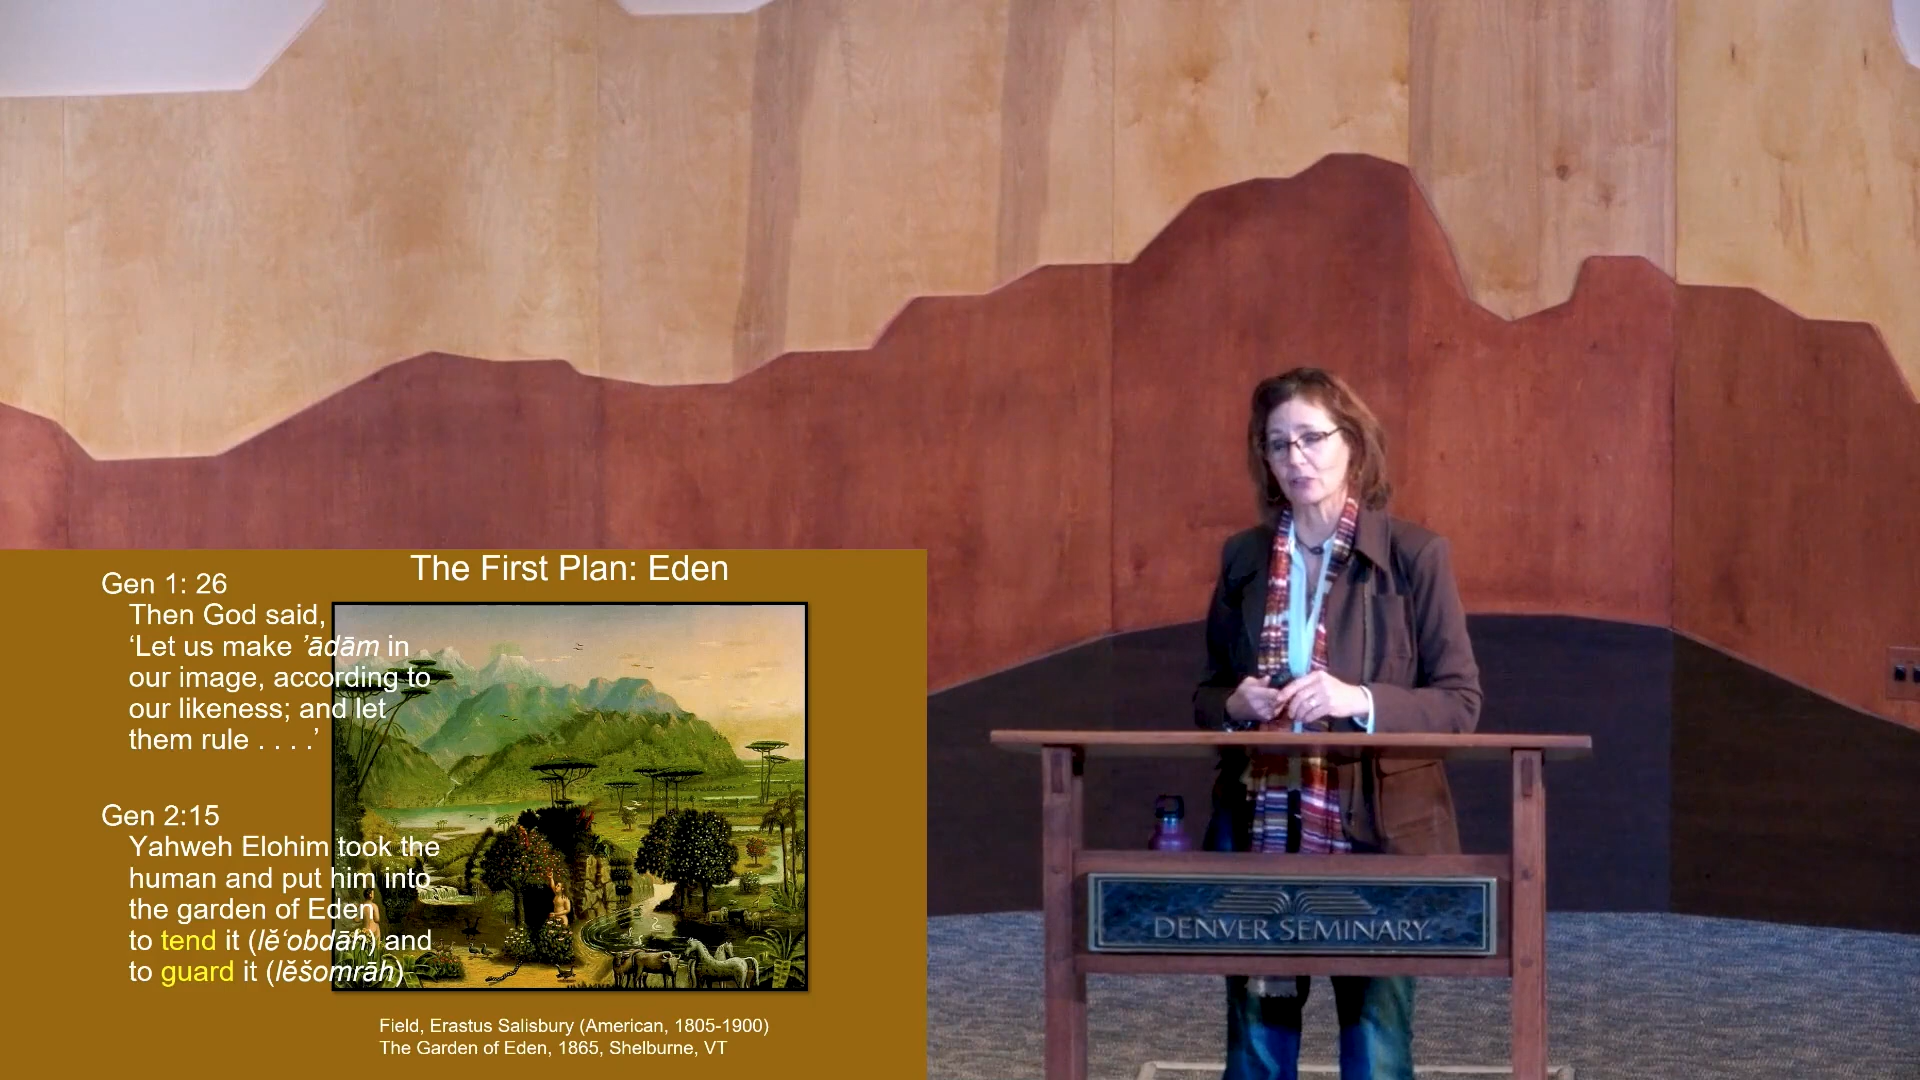 The First Plan: Eden
Gen 1: 26
Then God said,
‘Let us make ’ādām in
our image, according to
our likeness; and let
them rule . . . .’
Gen 2:15
Yahweh Elohim took the
human and put him into
the garden of Eden
to tend it (lĕ‘obdāh) and
to guard it (lĕšomrāh)
Field, Erastus Salisbury (American, 1805-1900)
The Garden of Eden, 1865, Shelburne, VT
DENVER SEMINARY.